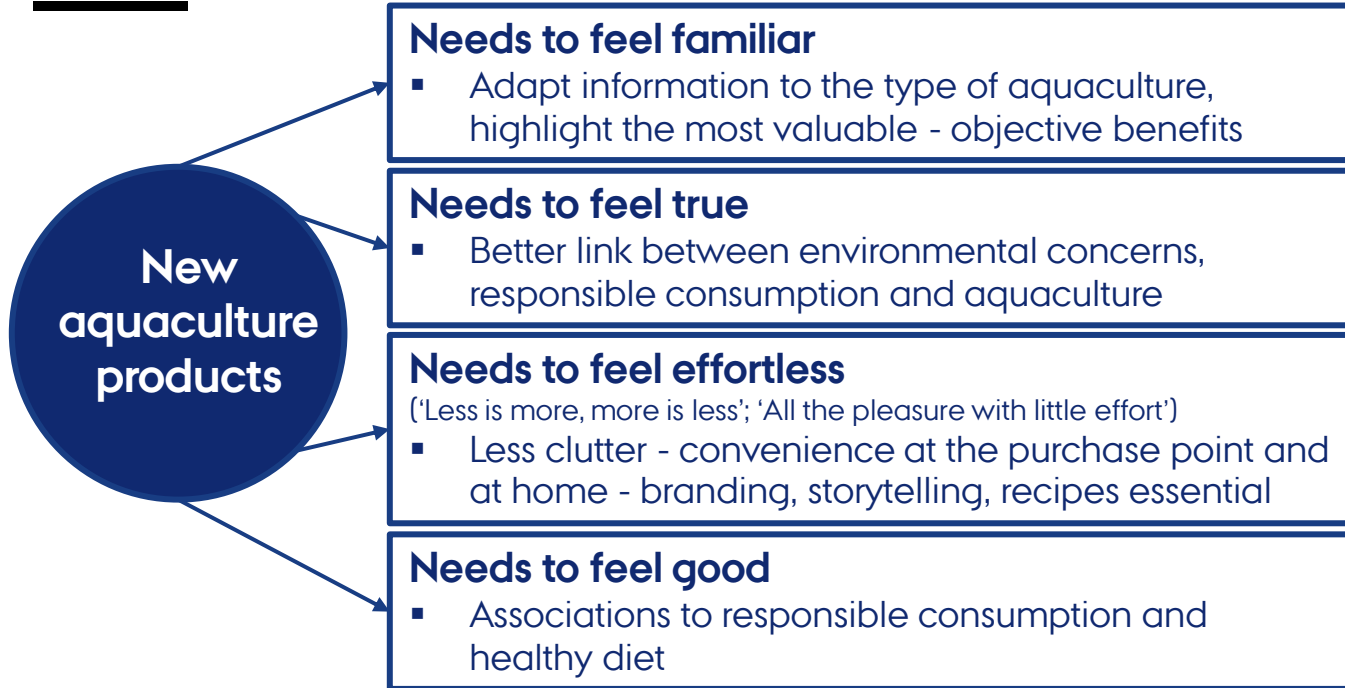 New
aquaculture
products
Needs to feel familiar
▪ Adapt information to the type of aquaculture,
highlight the most valuable - objective benefits
Needs to feel true
▪ Better link between environmental concerns,
responsible consumption and aquaculture
Needs to feel effortless
(‘Less is more, more is less’; ‘All the pleasure with little effort’)
▪ Less clutter - convenience at the purchase point and
at home - branding, storytelling, recipes essential
Needs to feel good
▪ Associations to responsible consumption and
healthy diet